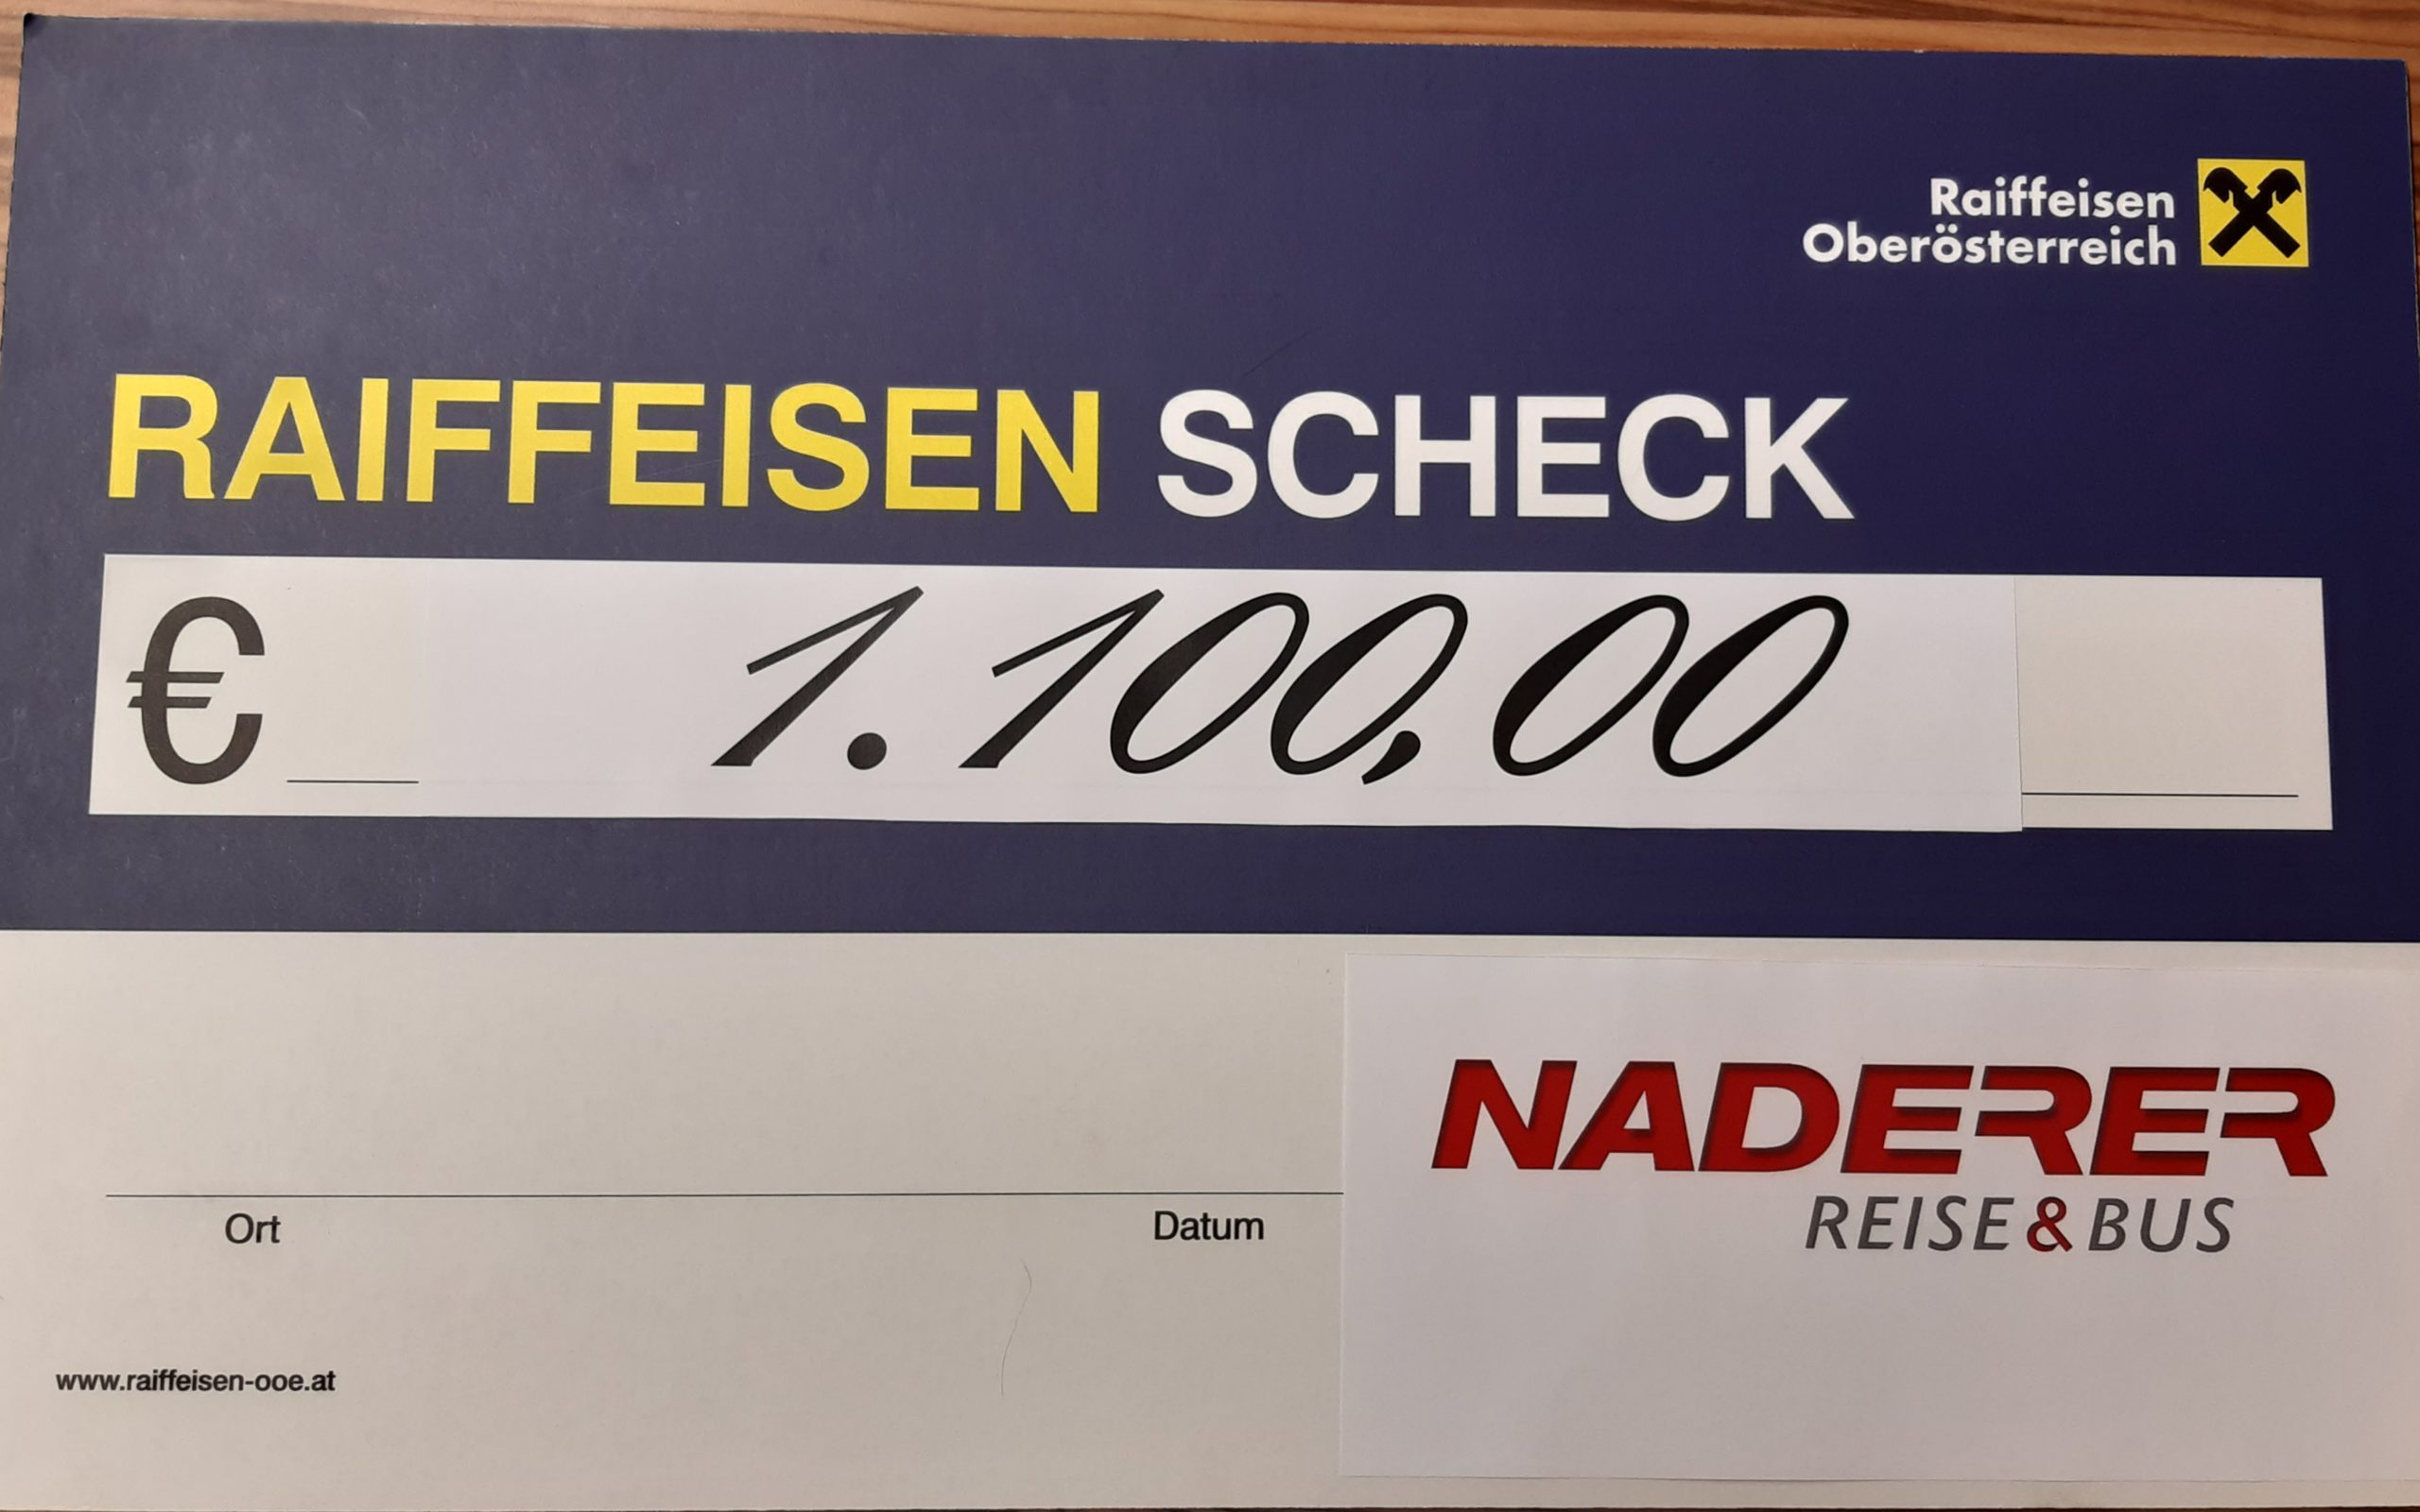 Raiffeisen
Oberösterreich
RAIFFEISEN SCHECK
€ 1.100,00
NADERER
REISE&BUS
Ort Datum
www.raiffeisen-ooe.at